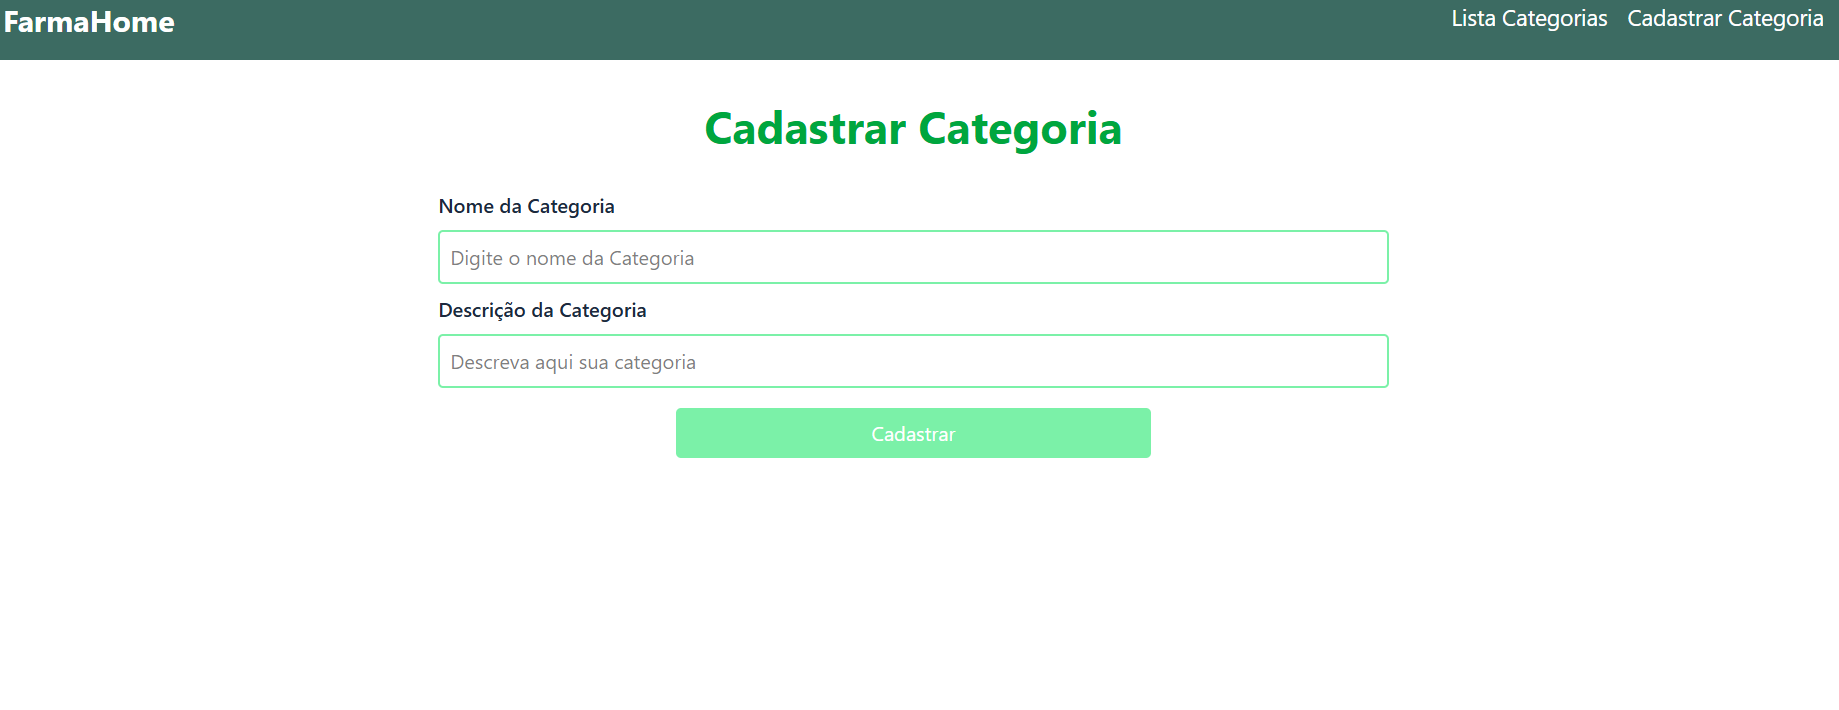 FarmaHome
Lista Categorias Cadastrar Categoria
Cadastrar Categoria
Nome da Categoria
Digite o nome da Categoria
Descrição da Categoria
Descreva aqui sua categoria
Cadastrar